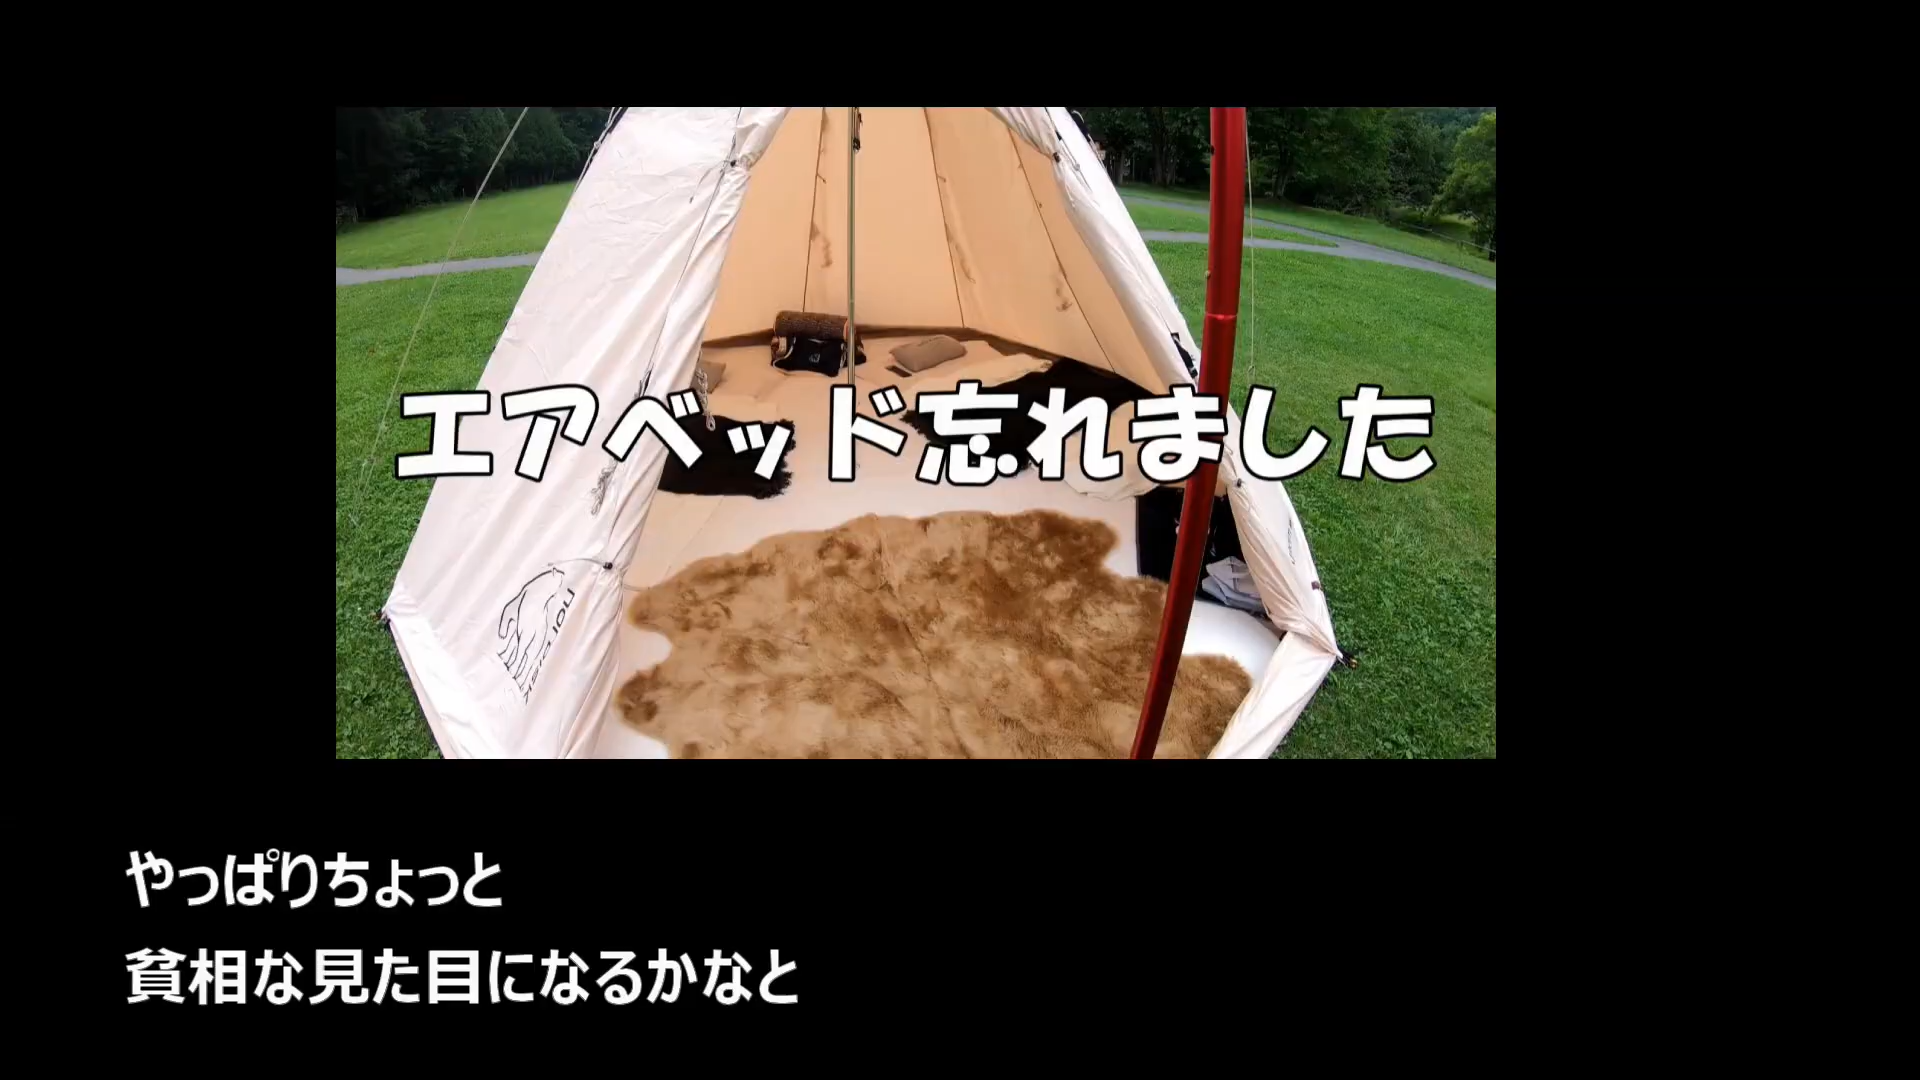 エアベッド忘れました
nordisk
やっぱりちょっと
貧相な見た目になるかなと